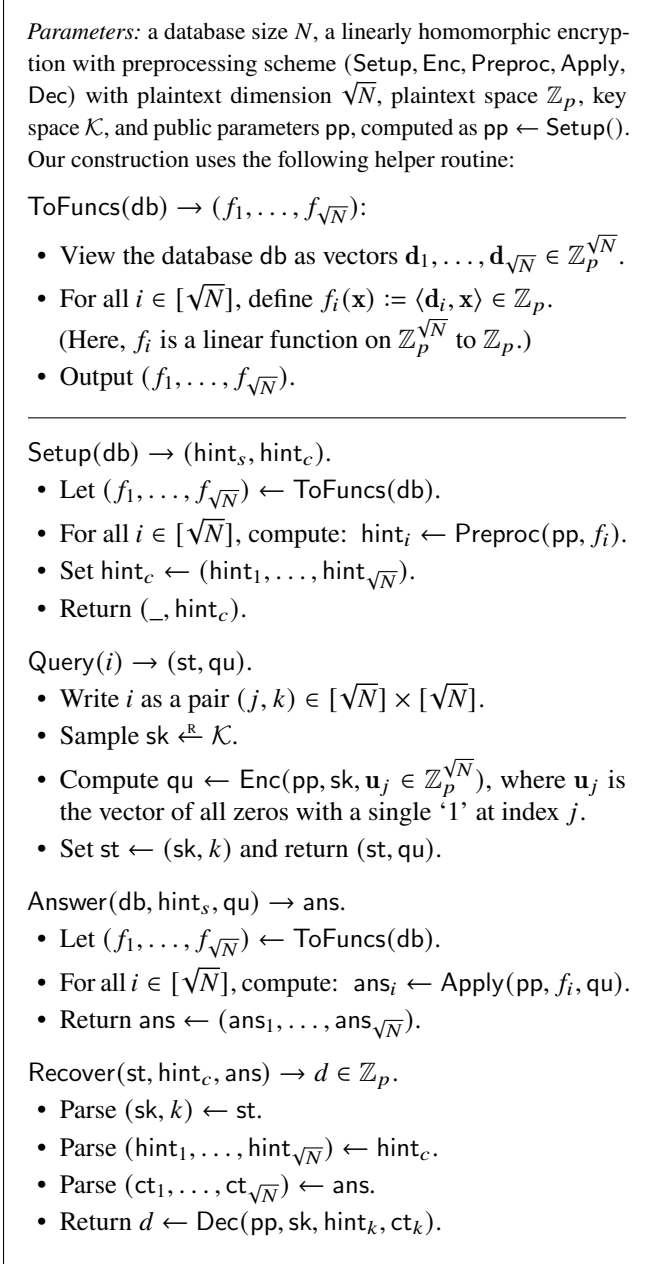 Parameters: a database size N, a linearly homomorphic encryp-
tion with preprocessing scheme (Setup, Enc, Preproc, Apply,
Dec) with plaintext dimension √N, plaintext space ℤ_p, key
space 𝒦, and public parameters pp, computed as pp ← Setup().
Our construction uses the following helper routine:
ToFuncs(db) → (f_1, . . . , f_√N):
• View the database db as vectors d_1, . . . , d_√N ∈ ℤ_p^√N.
• For all i ∈ [√N], define f_i(x) := ⟨d_i, x⟩ ∈ ℤ_p.
(Here, f_i is a linear function on ℤ_p^√N to ℤ_p.)
• Output (f_1, . . . , f_√N).
Setup(db) → (hint_s, hint_c).
• Let (f_1, . . . , f_√N) ← ToFuncs(db).
• For all i ∈ [√N], compute: hint_i ← Preproc(pp, f_i).
• Set hint_c ← (hint_1, . . . , hint_√N).
• Return (_, hint_c).
Query(i) → (st, qu).
• Write i as a pair (j, k) ∈ [√N] × [√N].
• Sample sk ←R 𝒦.
• Compute qu ← Enc(pp, sk, u_j ∈ ℤ_p^√N), where u_j is
the vector of all zeros with a single ‘1’ at index j.
• Set st ← (sk, k) and return (st, qu).
Answer(db, hint_s, qu) → ans.
• Let (f_1, . . . , f_√N) ← ToFuncs(db).
• For all i ∈ [√N], compute: ans_i ← Apply(pp, f_i, qu).
• Return ans ← (ans_1, . . . , ans_√N).
Recover(st, hint_c, ans) → d ∈ ℤ_p.
• Parse (sk, k) ← st.
• Parse (hint_1, . . . , hint_√N) ← hint_c.
• Parse (ct_1, . . . , ct_√N) ← ans.
• Return d ← Dec(pp, sk, hint_k, ct_k).